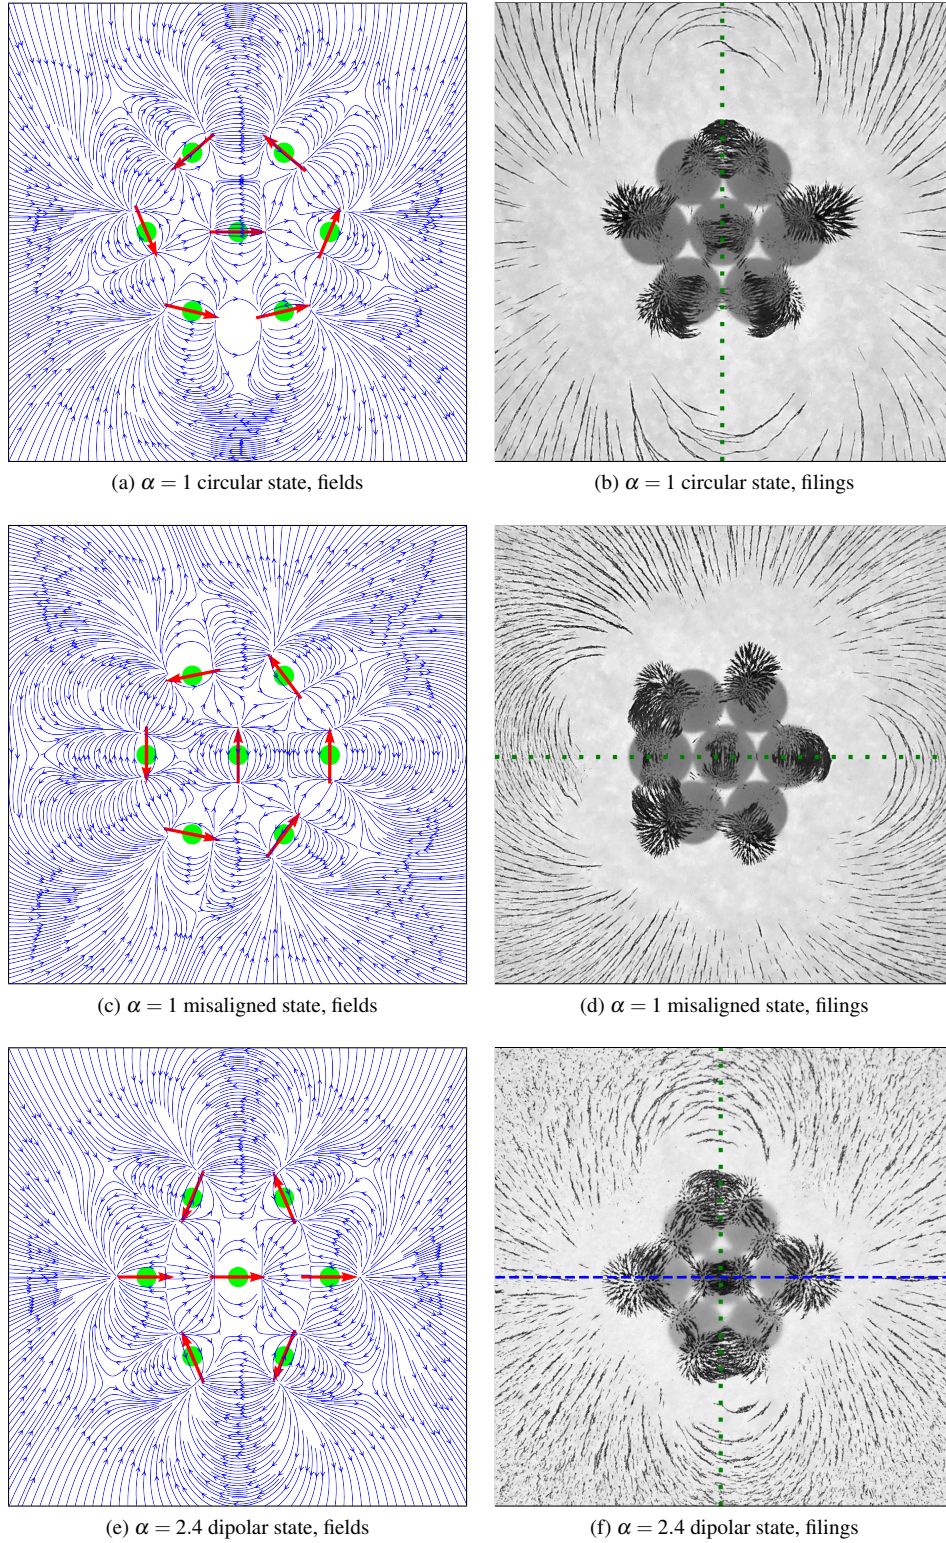 (a) α = 1 circular state, fields
(b) α = 1 circular state, filings
(c) α = 1 misaligned state, fields
(d) α = 1 misaligned state, filings
(e) α = 2.4 dipolar state, fields
(f) α = 2.4 dipolar state, filings